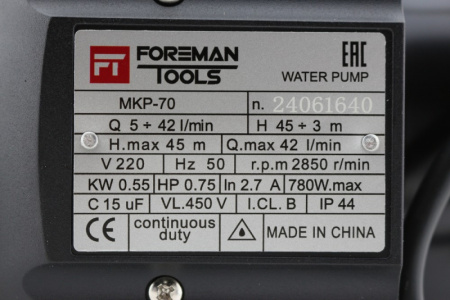 FT FOREMAN TOOLS EAC
WATER PUMP
MKP-70 n. 24061640
Q 5 ÷ 42 l/min H 45 ÷ 3 m
H.max 45 m Q.max 42 l/min
V 220 Hz 50 r.p.m 2850 r/min
KW 0.55 HP 0.75 In 2.7 A 780W.max
C 15 uF VL.450 V I.CL. B IP 44
CE continuous duty MADE IN CHINA